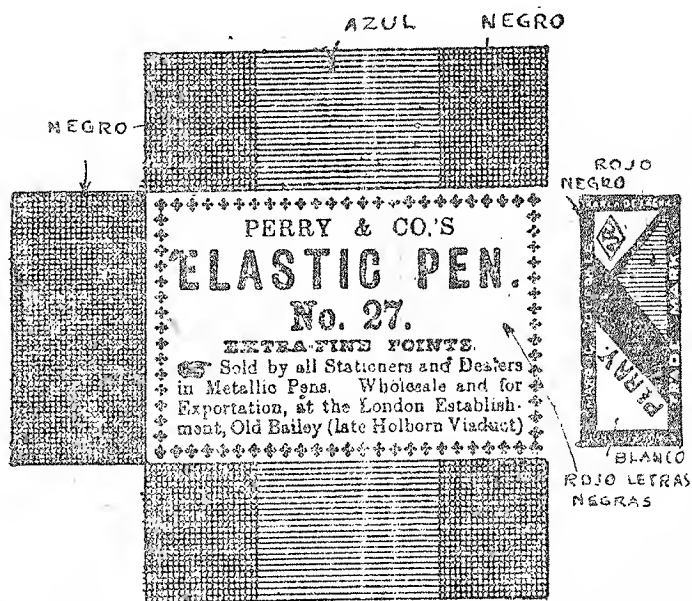 AZUL
NEGRO
NEGRO
PERRY & CO.'S
ELASTIC PEN.
No. 27.
EXTRA-FINE POINTS.
Sold by all Stationers and Dealers
in Metallic Pens. Wholesale and for
Exportation, at the London Establish-
ment, Old Bailey (late Holborn Viaduct)
ROJO
NEGRO
PERRY.
BLANCO
ROJO LETRAS
NEGRAS